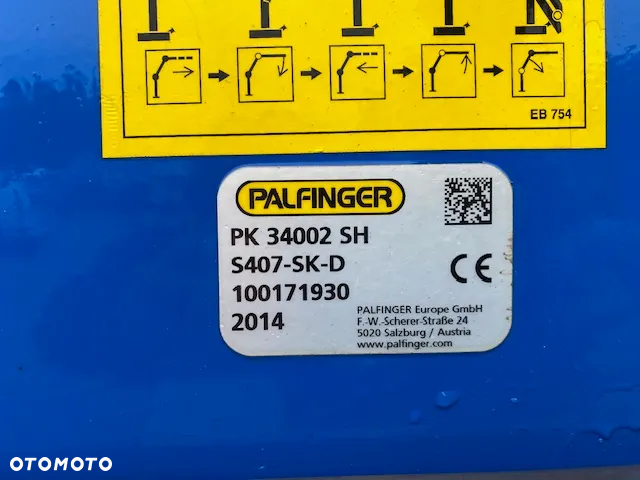 EB 754
PALFINGER
PK 34002 SH
S407-SK-D
100171930
2014
PALFINGER Europe GmbH
F.-W.-Scherer-Straße 24
5020 Salzburg / Austria
www.palfinger.com
CE
OTOMOTO